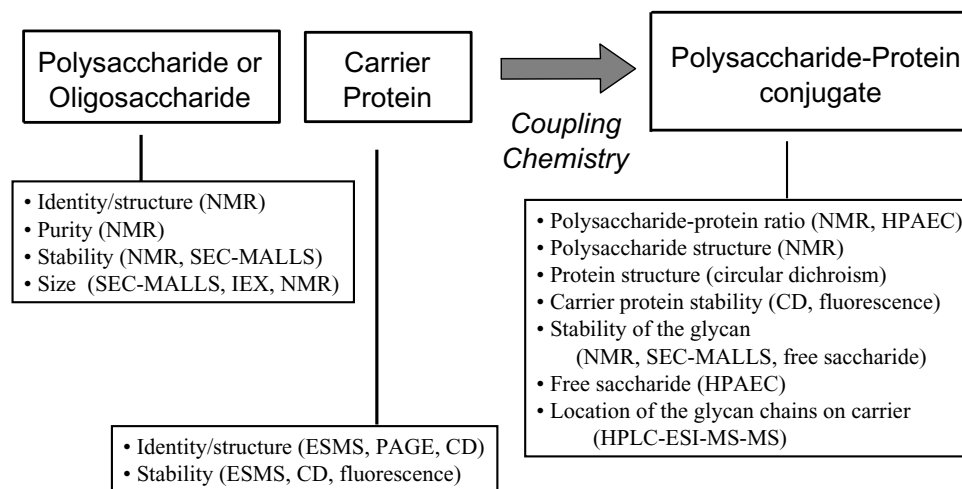 Polysaccharide or
Oligosaccharide
Carrier
Protein
Coupling
Chemistry
Polysaccharide-Protein
conjugate
• Identity/structure (NMR)
• Purity (NMR)
• Stability (NMR, SEC-MALLS)
• Size (SEC-MALLS, IEX, NMR)
• Identity/structure (ESMS, PAGE, CD)
• Stability (ESMS, CD, fluorescence)
• Polysaccharide-protein ratio (NMR, HPAEC)
• Polysaccharide structure (NMR)
• Protein structure (circular dichroism)
• Carrier protein stability (CD, fluorescence)
• Stability of the glycan
(NMR, SEC-MALLS, free saccharide)
• Free saccharide (HPAEC)
• Location of the glycan chains on carrier
(HPLC-ESI-MS-MS)